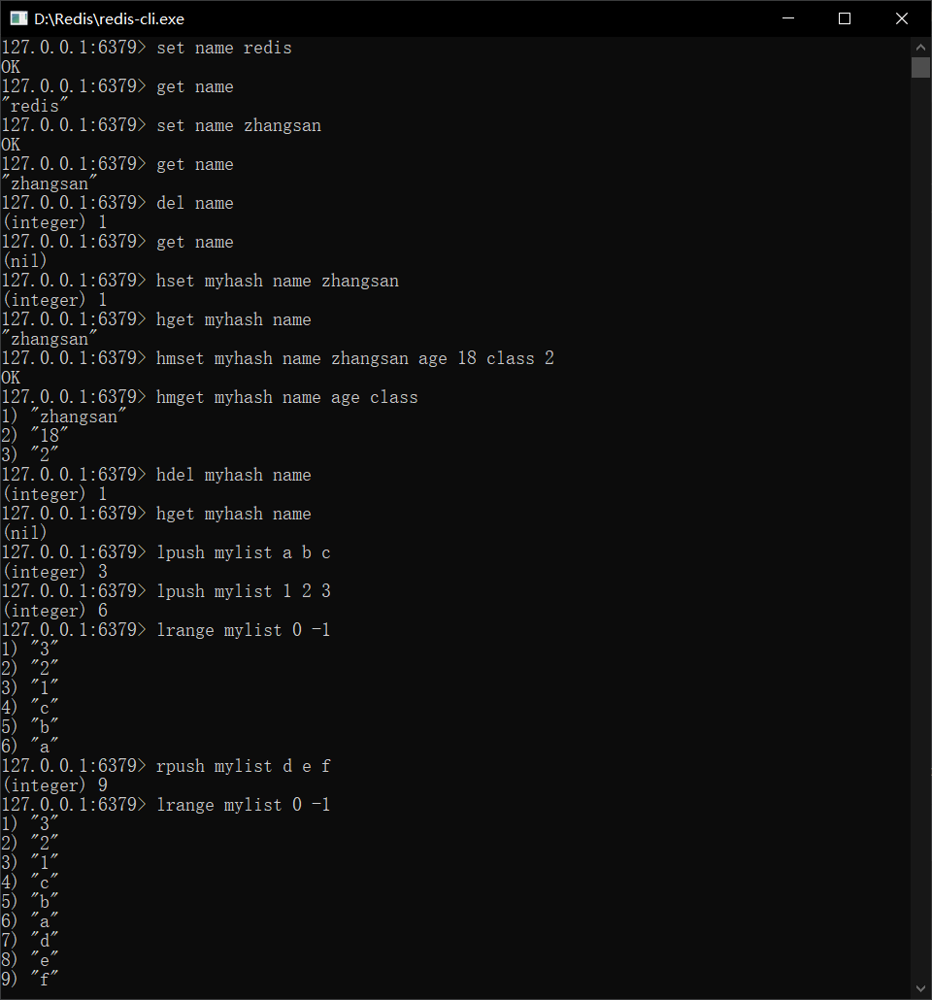 D:\Redis\redis-cli.exe
127.0.0.1:6379> set name redis
OK
127.0.0.1:6379> get name
"redis"
127.0.0.1:6379> set name zhangsan
OK
127.0.0.1:6379> get name
"zhangsan"
127.0.0.1:6379> del name
(integer) 1
127.0.0.1:6379> get name
(nil)
127.0.0.1:6379> hset myhash name zhangsan
(integer) 1
127.0.0.1:6379> hget myhash name
"zhangsan"
127.0.0.1:6379> hmset myhash name zhangsan age 18 class 2
OK
127.0.0.1:6379> hmget myhash name age class
1) "zhangsan"
2) "18"
3) "2"
127.0.0.1:6379> hdel myhash name
(integer) 1
127.0.0.1:6379> hget myhash name
(nil)
127.0.0.1:6379> lpush mylist a b c
(integer) 3
127.0.0.1:6379> lpush mylist 1 2 3
(integer) 6
127.0.0.1:6379> lrange mylist 0 -1
1) "3"
2) "2"
3) "1"
4) "c"
5) "b"
6) "a"
127.0.0.1:6379> rpush mylist d e f
(integer) 9
127.0.0.1:6379> lrange mylist 0 -1
1) "3"
2) "2"
3) "1"
4) "c"
5) "b"
6) "a"
7) "d"
8) "e"
9) "f"